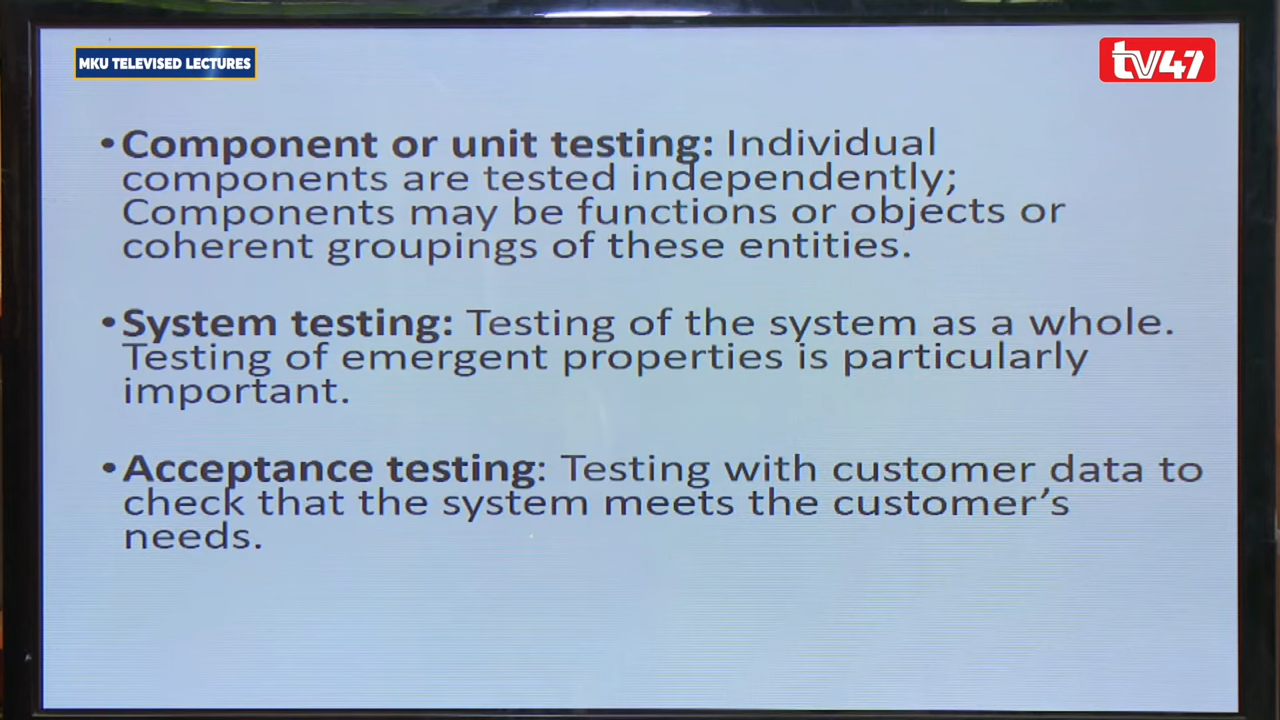 MKU TELEVISED LECTURES
tv47
•Component or unit testing: Individual
components are tested independently;
Components may be functions or objects or
coherent groupings of these entities.
•System testing: Testing of the system as a whole.
Testing of emergent properties is particularly
important.
•Acceptance testing: Testing with customer data to
check that the system meets the customer’s
needs.